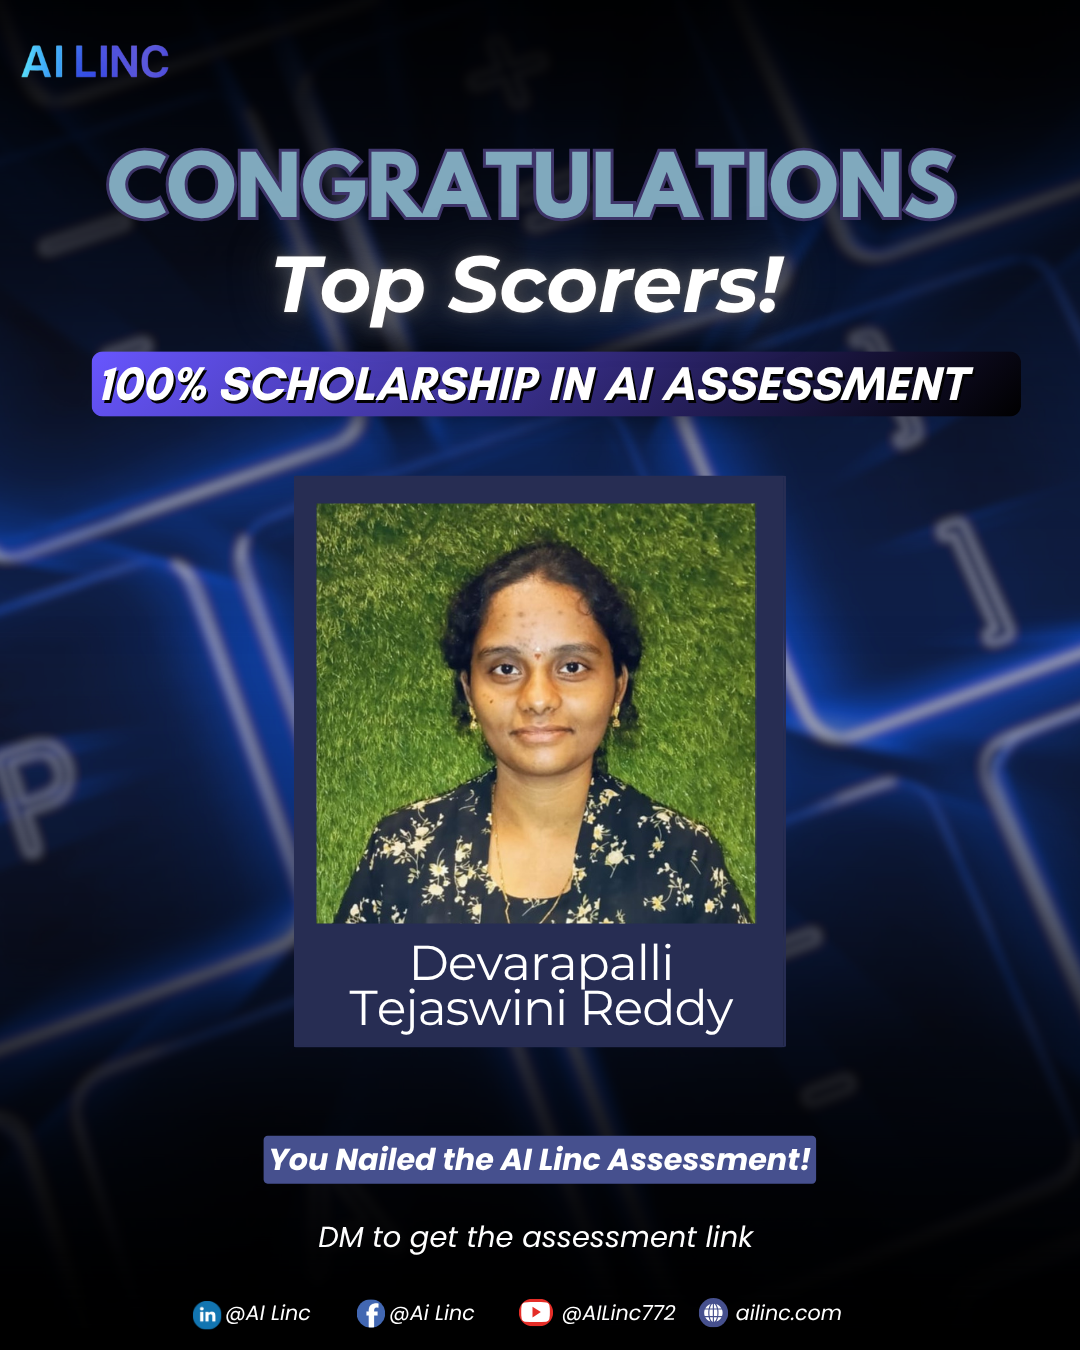 AI LINC
CONGRATULATIONS
Top Scorers!
100% SCHOLARSHIP IN AI ASSESSMENT
Devarapalli
Tejaswini Reddy
You Nailed the AI Linc Assessment!
DM to get the assessment link
@AI Linc @Ai Linc @AILinc772 ailinc.com